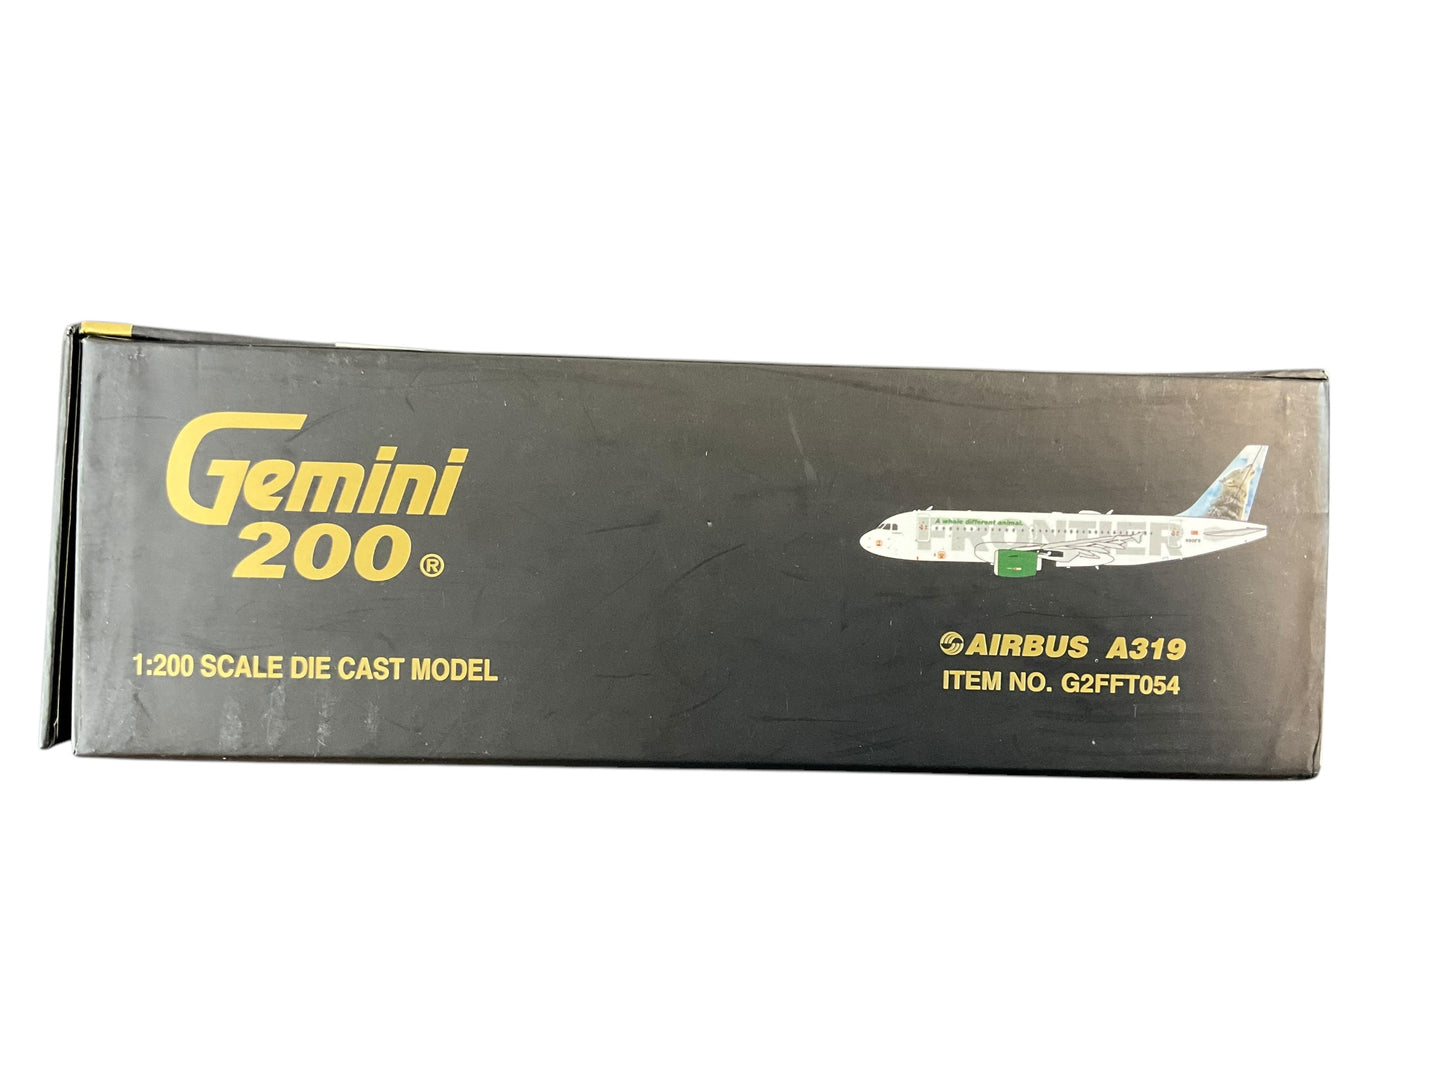 Gemini
200®
1:200 SCALE DIE CAST MODEL
A whole different animal.
FRONTIER
AIRBUS A319
ITEM NO. G2FFT054